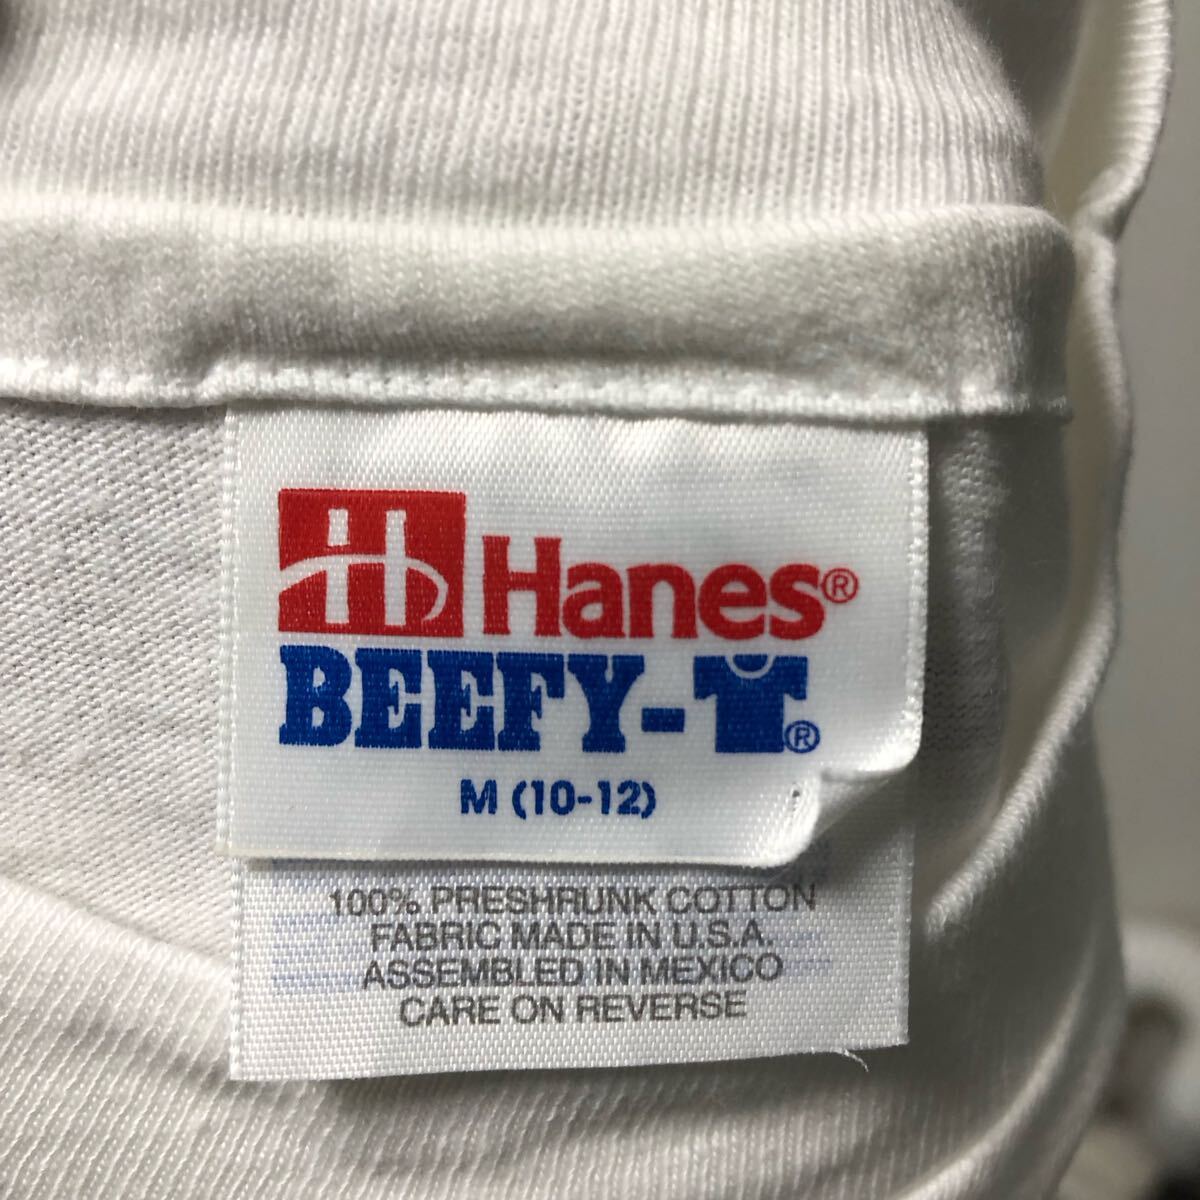 H Hanes®
BEEFY-T®
M (10-12)
100% PRESHRUNK COTTON
FABRIC MADE IN U.S.A.
ASSEMBLED IN MEXICO
CARE ON REVERSE